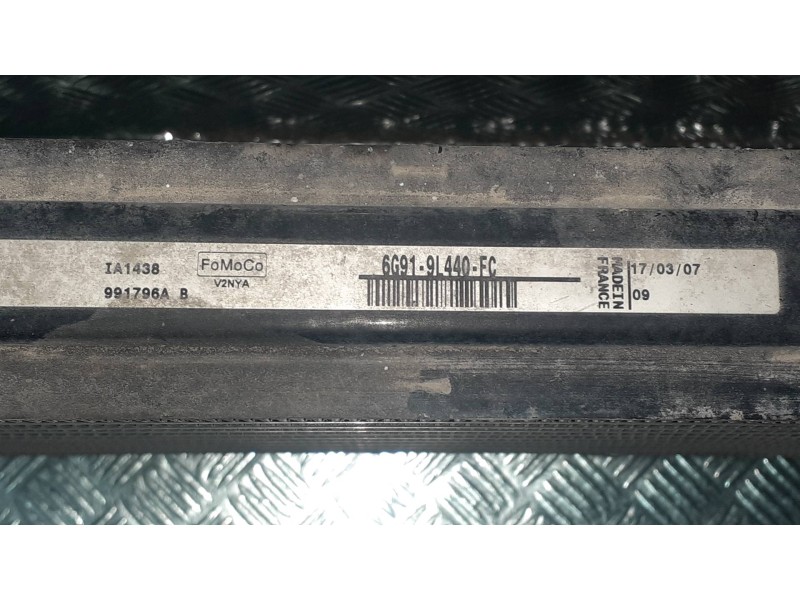 IA1438
991796A B
FoMoCo
V2NYA
6G91-9L440-FC
MADE IN
FRANCE
17/03/07
09